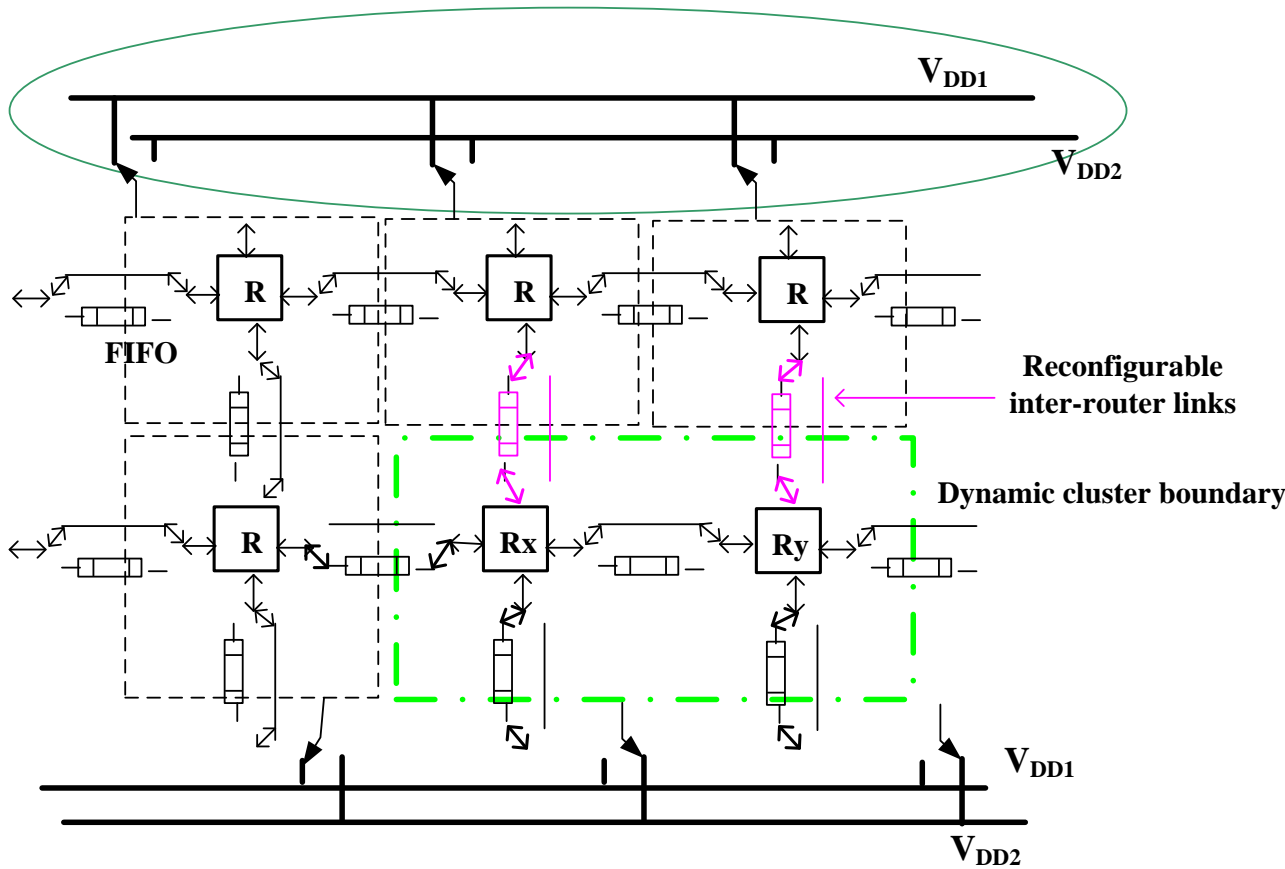 VDD1
VDD2
R
R
R
FIFO
Reconfigurable
inter-router links
Dynamic cluster boundary
R
Rx
Ry
VDD1
VDD2